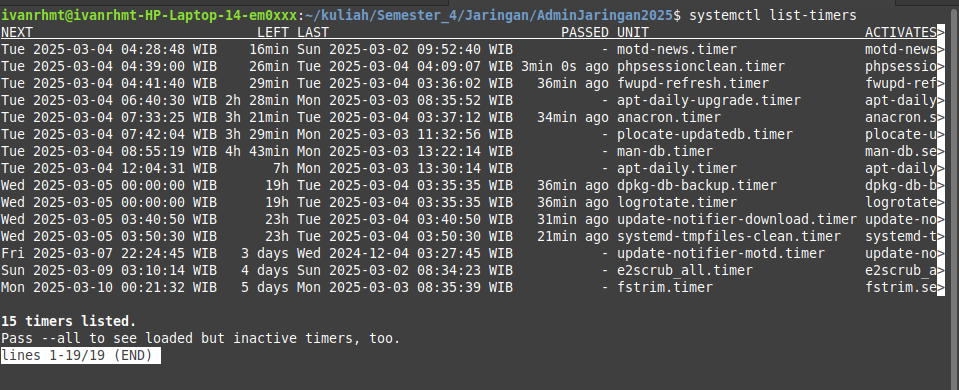 ivanrhmt@ivanrhmt-HP-Laptop-14-em0xxx:~/kuliah/Semester_4/Jaringan/AdminJaringan2025$ systemctl list-timers
NEXT LEFT LAST PASSED UNIT ACTIVATES>
Tue 2025-03-04 04:28:48 WIB 16min Sun 2025-03-02 09:52:40 WIB - motd-news.timer motd-news>
Tue 2025-03-04 04:39:00 WIB 26min Tue 2025-03-04 04:09:07 WIB 3min 0s ago phpsessionclean.timer phpsessio>
Tue 2025-03-04 04:41:40 WIB 29min Tue 2025-03-04 03:36:02 WIB 36min ago fwupd-refresh.timer fwupd-ref>
Tue 2025-03-04 06:40:30 WIB 2h 28min Mon 2025-03-03 08:35:52 WIB - apt-daily-upgrade.timer apt-daily>
Tue 2025-03-04 07:33:25 WIB 3h 21min Tue 2025-03-04 03:37:12 WIB 34min ago anacron.timer anacron.s>
Tue 2025-03-04 07:42:04 WIB 3h 29min Mon 2025-03-03 11:32:56 WIB - plocate-updatedb.timer plocate-u>
Tue 2025-03-04 08:55:19 WIB 4h 43min Mon 2025-03-03 13:22:14 WIB - man-db.timer man-db.se>
Tue 2025-03-04 12:04:31 WIB 7h Mon 2025-03-03 13:30:14 WIB - apt-daily.timer apt-daily>
Wed 2025-03-05 00:00:00 WIB 19h Tue 2025-03-04 03:35:35 WIB 36min ago dpkg-db-backup.timer dpkg-db-b>
Wed 2025-03-05 00:00:00 WIB 19h Tue 2025-03-04 03:35:35 WIB 36min ago logrotate.timer logrotate>
Wed 2025-03-05 03:40:50 WIB 23h Tue 2025-03-04 03:40:50 WIB 31min ago update-notifier-download.timer update-no>
Wed 2025-03-05 03:50:30 WIB 23h Tue 2025-03-04 03:50:30 WIB 21min ago systemd-tmpfiles-clean.timer systemd-t>
Fri 2025-03-07 22:24:45 WIB 3 days Wed 2024-12-04 03:27:45 WIB - update-notifier-motd.timer update-no>
Sun 2025-03-09 03:10:14 WIB 4 days Sun 2025-03-02 08:34:23 WIB - e2scrub_all.timer e2scrub_a>
Mon 2025-03-10 00:21:32 WIB 5 days Mon 2025-03-03 08:35:39 WIB - fstrim.timer fstrim.se>
15 timers listed.
Pass --all to see loaded but inactive timers, too.
lines 1-19/19 (END)